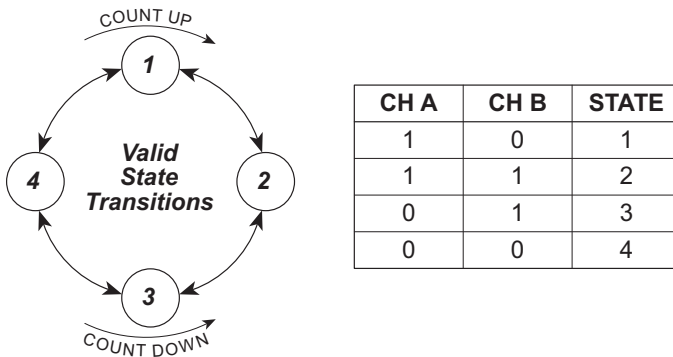 COUNT UP
1
Valid
State
Transitions
4
2
3
COUNT DOWN
CH A CH B STATE
1 0 1
1 1 2
0 1 3
0 0 4